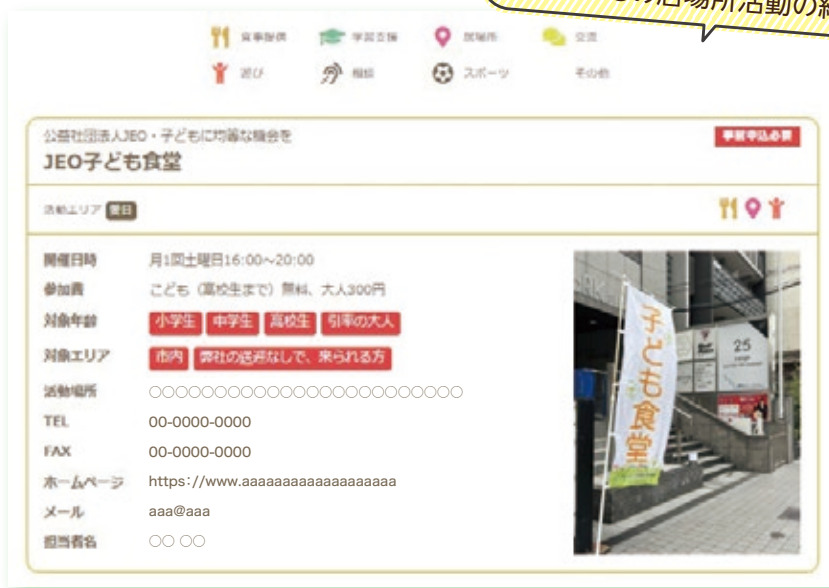 の居場所活動の
食事提供 学習支援 居場所 交流
遊び 相談 スポーツ その他
公益社団法人JEO・子どもに均等な機会を
JEO子ども食堂
事前申込必要
活動エリア
開催日時 月1回土曜日16:00~20:00
参加費 こども（高校生まで）無料、大人300円
対象年齢 小学生 中学生 高校生 引率の大人
対象エリア 市内 弊社の送迎なしで、来られる方
活動場所 ○○○○○○○○○○○○○○○○○○○○○○○○
TEL 00-0000-0000
FAX 00-0000-0000
ホームページ https://www.aaaaaaaaaaaaaaaaaaaa
メール aaa@aaa
担当者名 ○○ ○○
子ども食堂
25